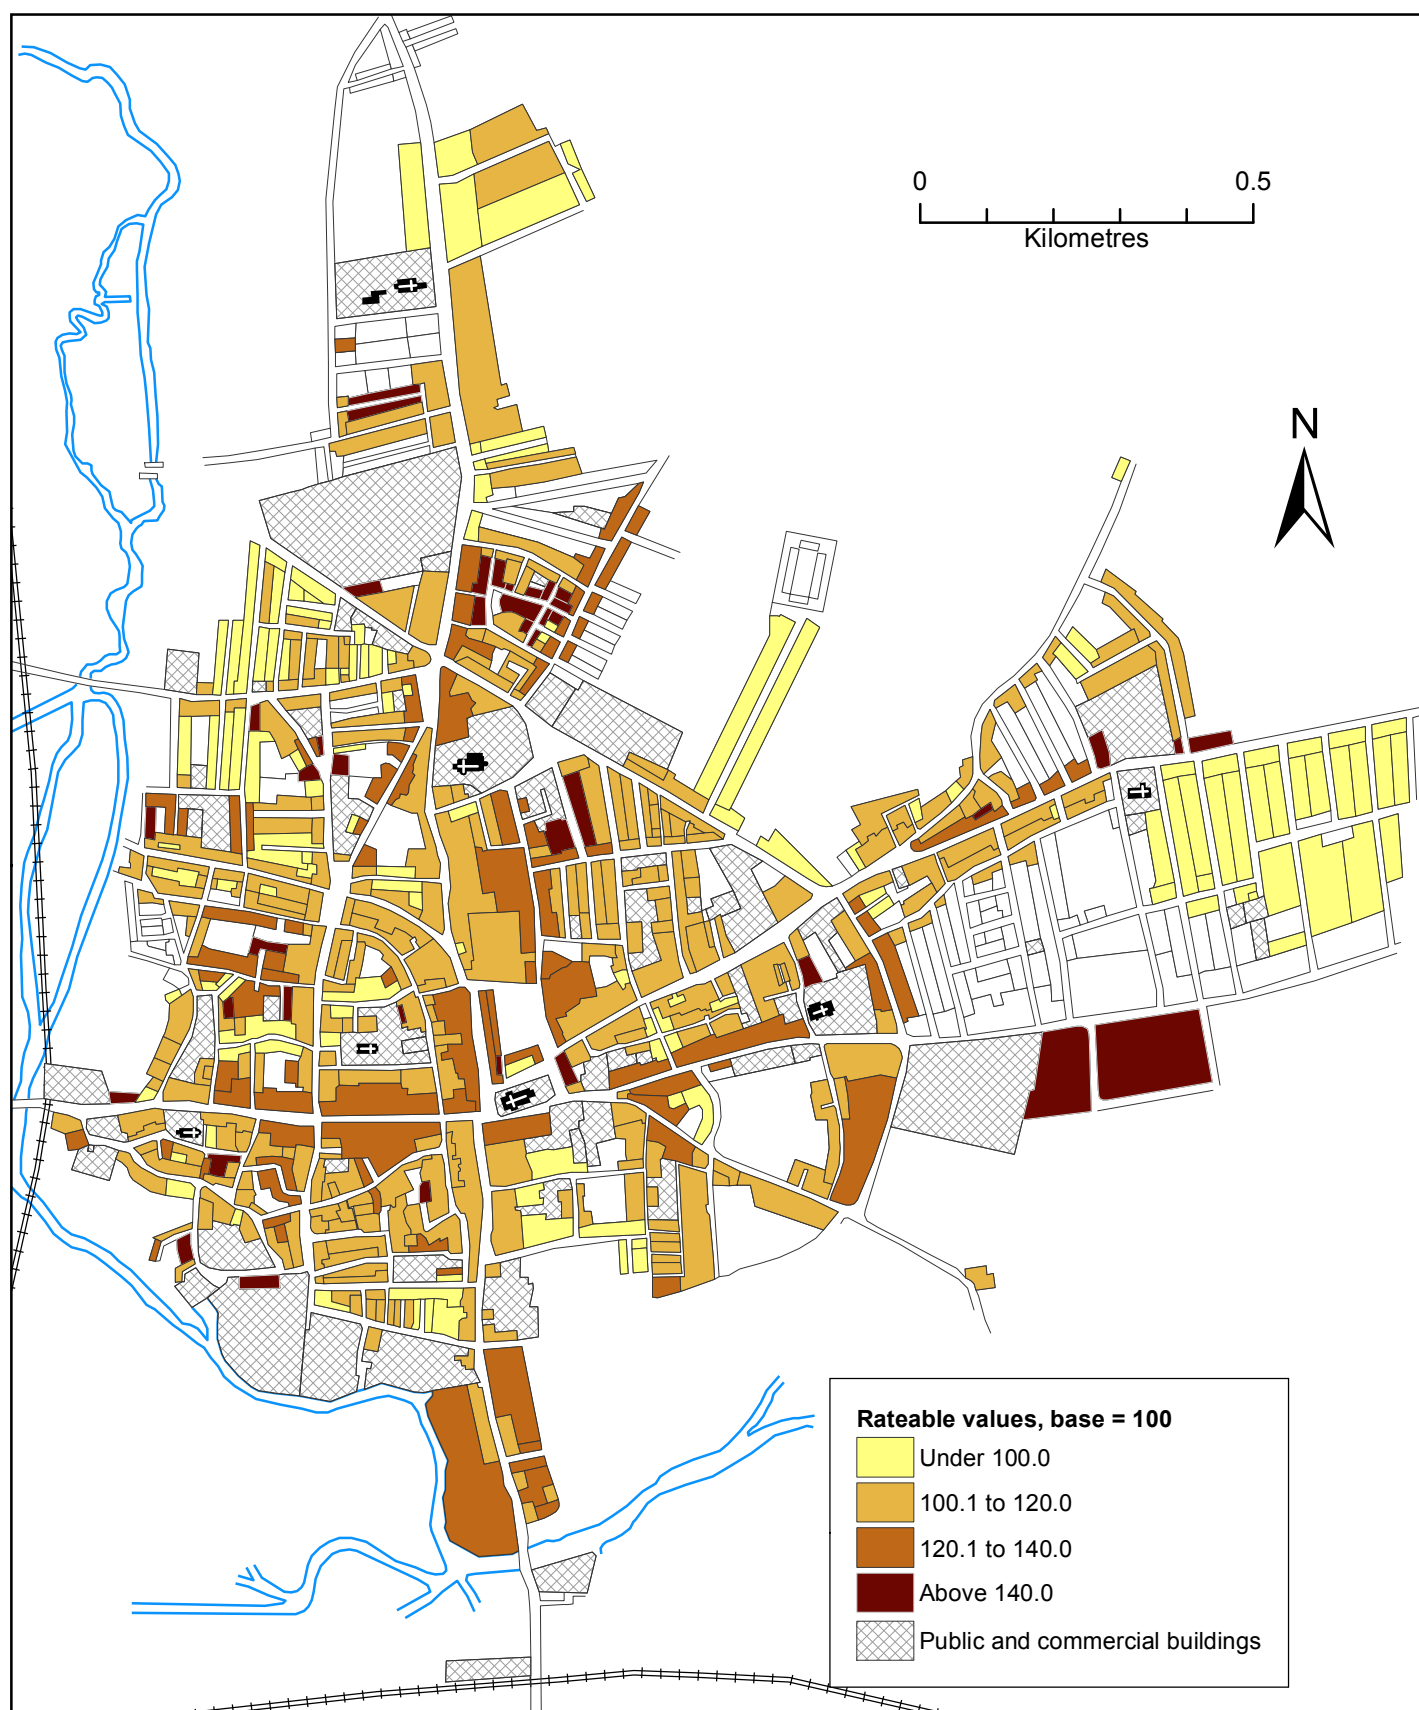 0 0.5
Kilometres
N
Rateable values, base = 100
Under 100.0
100.1 to 120.0
120.1 to 140.0
Above 140.0
Public and commercial buildings